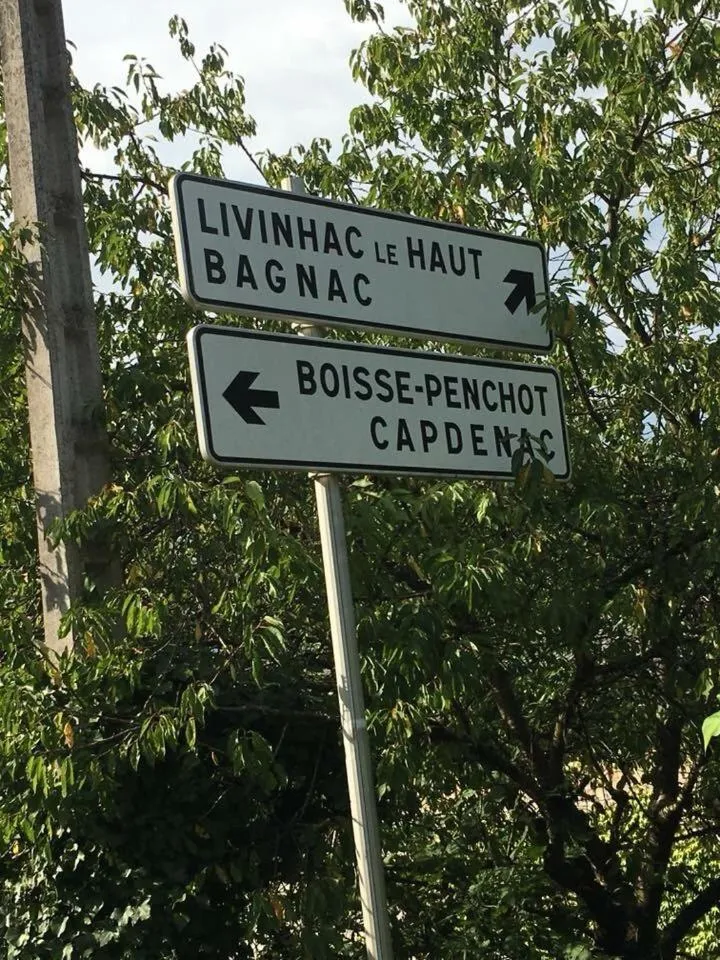 LIVINHAC LE HAUT
BAGNAC
BOISSE-PENCHOT
CAPDENAC